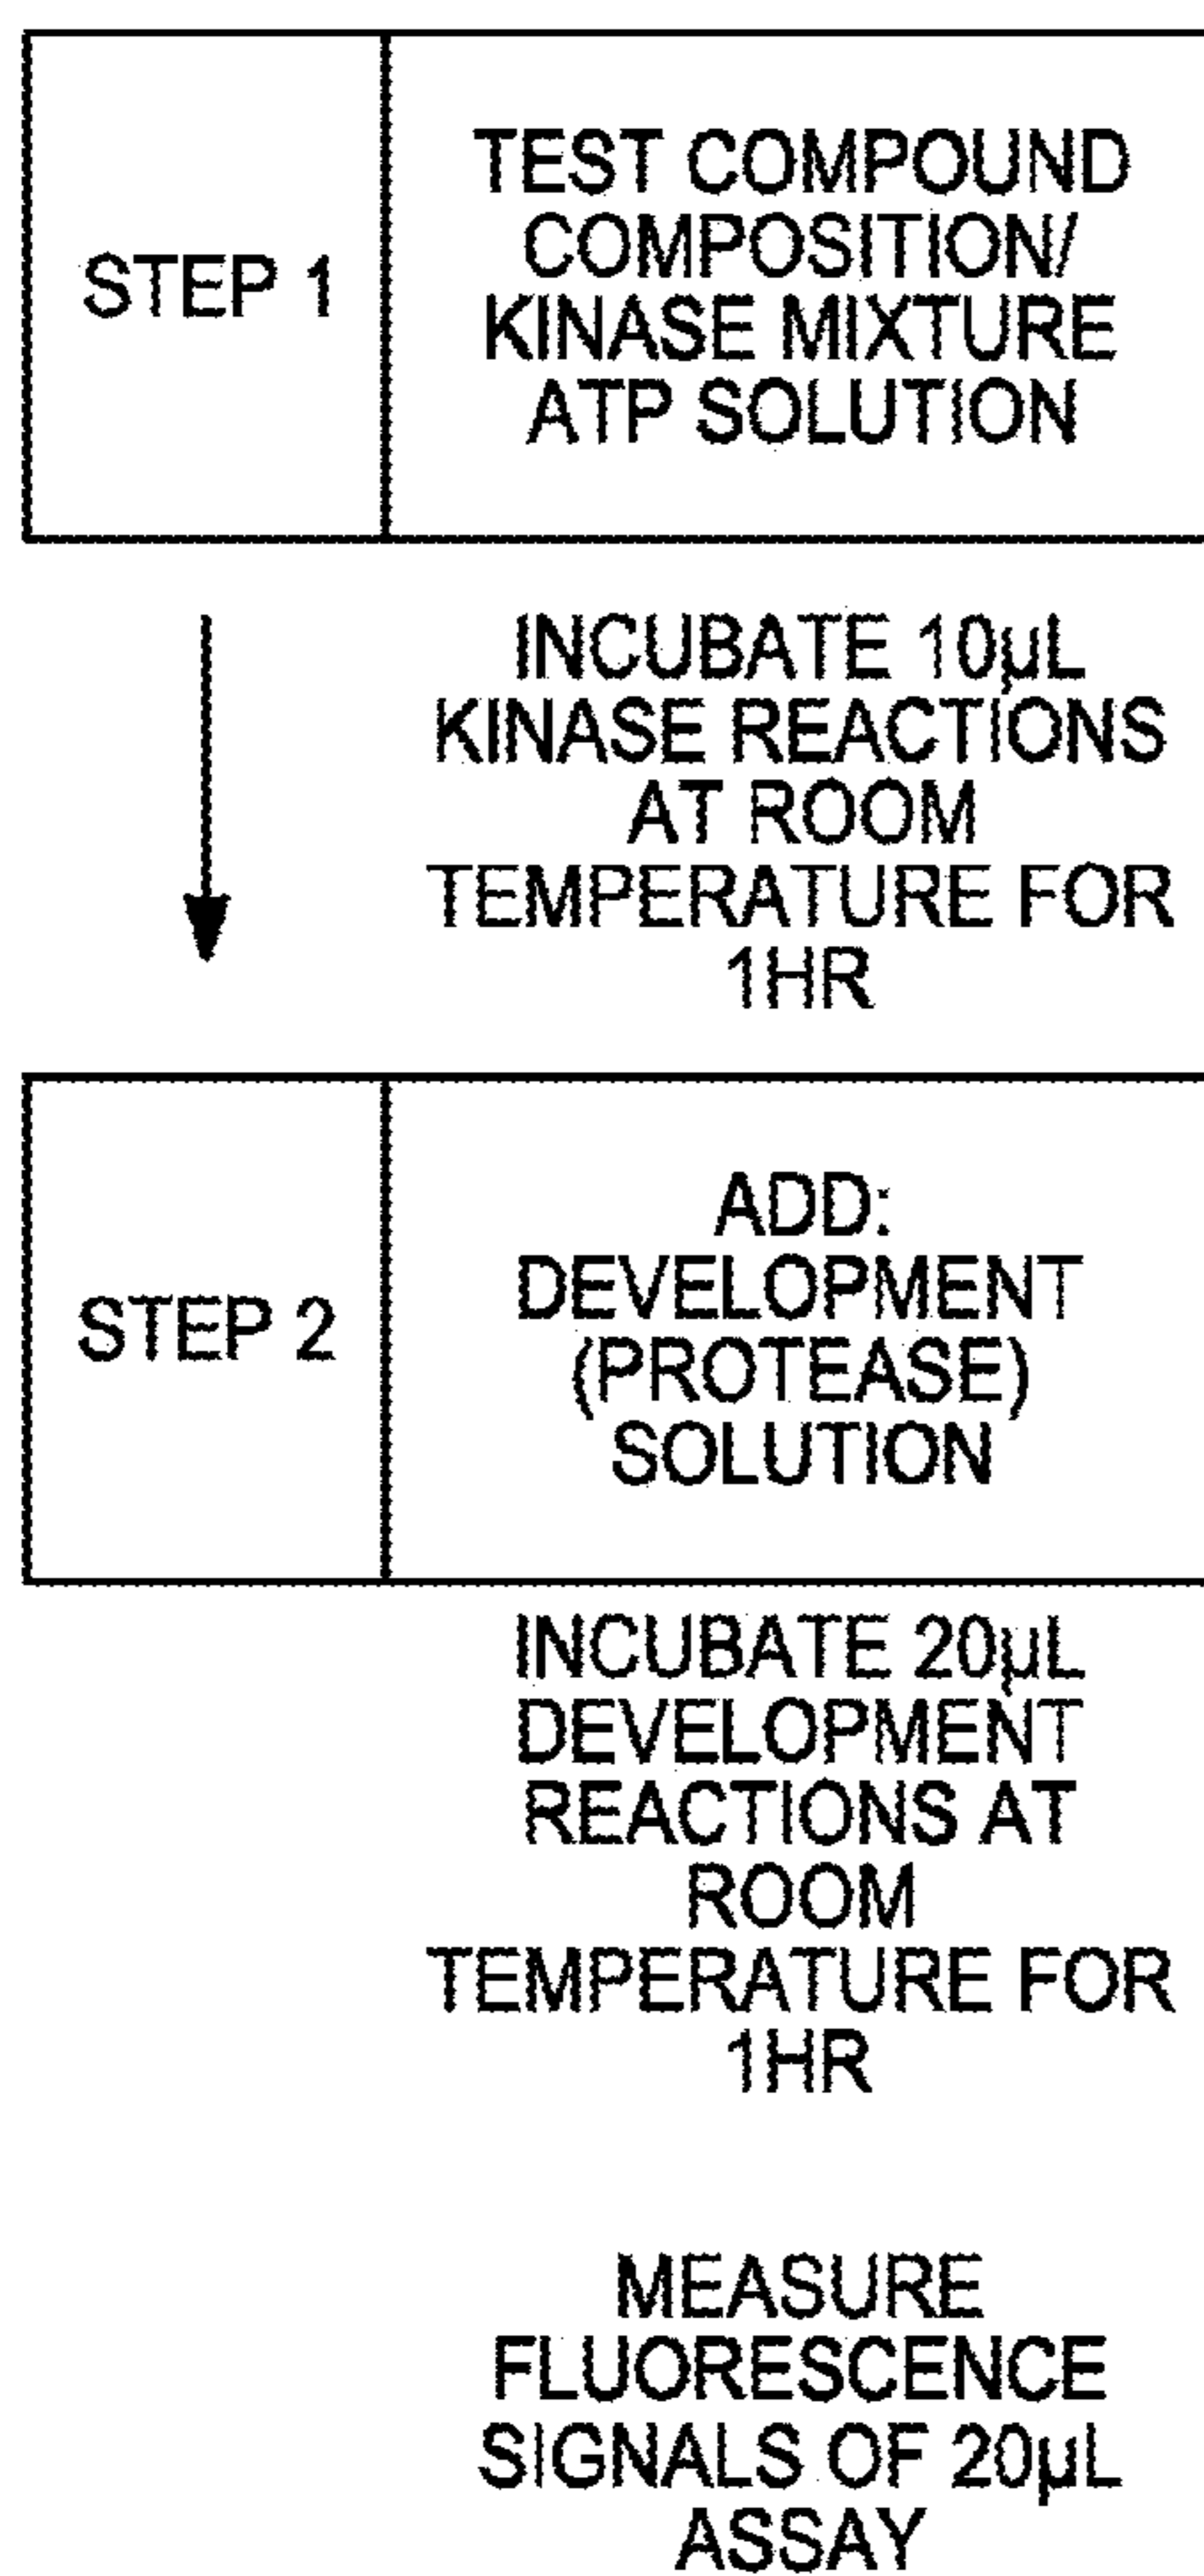 STEP 1
TEST COMPOUND
COMPOSITION/
KINASE MIXTURE
ATP SOLUTION
INCUBATE 10µL
KINASE REACTIONS
AT ROOM
TEMPERATURE FOR
1HR
STEP 2
ADD:
DEVELOPMENT
(PROTEASE)
SOLUTION
INCUBATE 20µL
DEVELOPMENT
REACTIONS AT
ROOM
TEMPERATURE FOR
1HR
MEASURE
FLUORESCENCE
SIGNALS OF 20µL
ASSAY